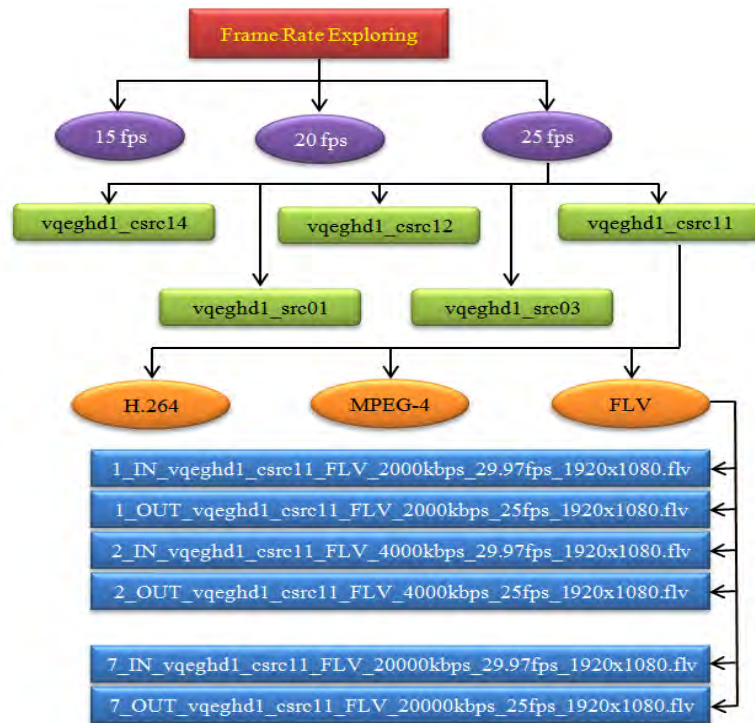 Frame Rate Exploring
15 fps
20 fps
25 fps
vqeghd1_csrc14
vqeghd1_csrc12
vqeghd1_csrc11
vqeghd1_src01
vqeghd1_src03
H.264
MPEG-4
FLV
1_IN_vqeghd1_csrc11_FLV_2000kbps_29.97fps_1920x1080.flv
1_OUT_vqeghd1_csrc11_FLV_2000kbps_25fps_1920x1080.flv
2_IN_vqeghd1_csrc11_FLV_4000kbps_29.97fps_1920x1080.flv
2_OUT_vqeghd1_csrc11_FLV_4000kbps_25fps_1920x1080.flv
7_IN_vqeghd1_csrc11_FLV_20000kbps_29.97fps_1920x1080.flv
7_OUT_vqeghd1_csrc11_FLV_20000kbps_25fps_1920x1080.flv